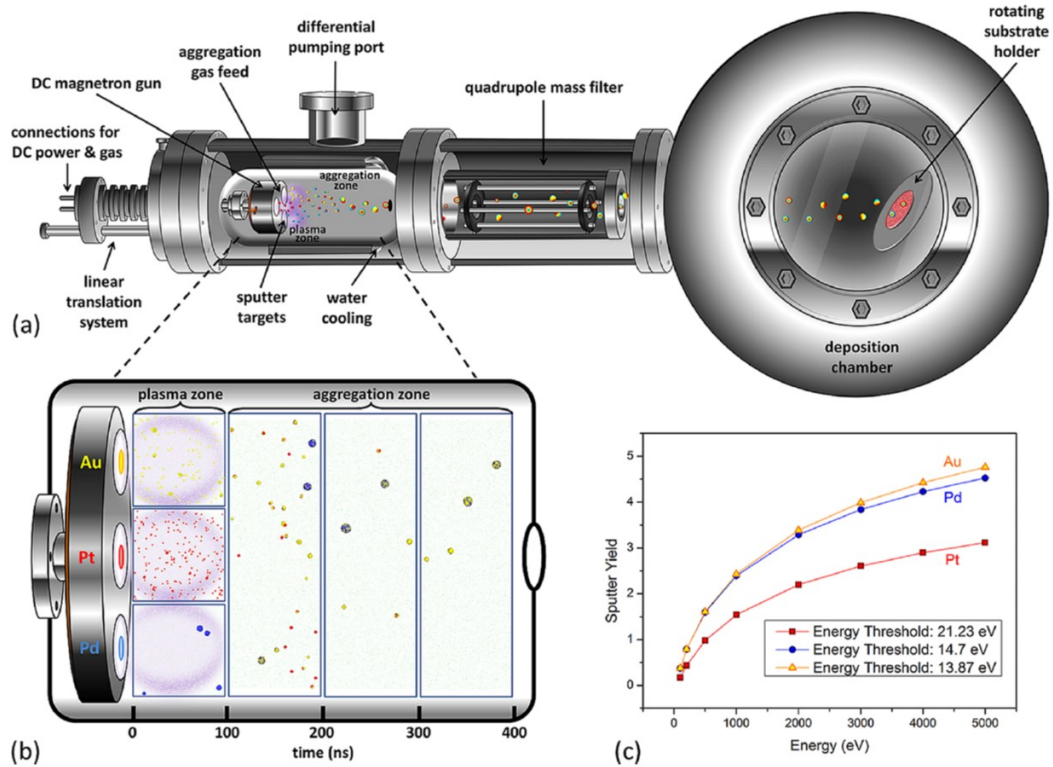 (a)
connections for
DC power & gas
DC magnetron gun
aggregation
gas feed
differential
pumping port
quadrupole mass filter
rotating
substrate
holder
aggregation
zone
plasma
zone
linear
translation
system
sputter
targets
water
cooling
deposition
chamber
(b)
plasma zone
aggregation zone
Au
Pt
Pd
0
100
200
300
400
time (ns)
(c)
Sputter Yield
5
4
3
2
1
0
Au
Pd
Pt
Energy Threshold: 21.23 eV
Energy Threshold: 14.7 eV
Energy Threshold: 13.87 eV
0
1000
2000
3000
4000
5000
Energy (eV)